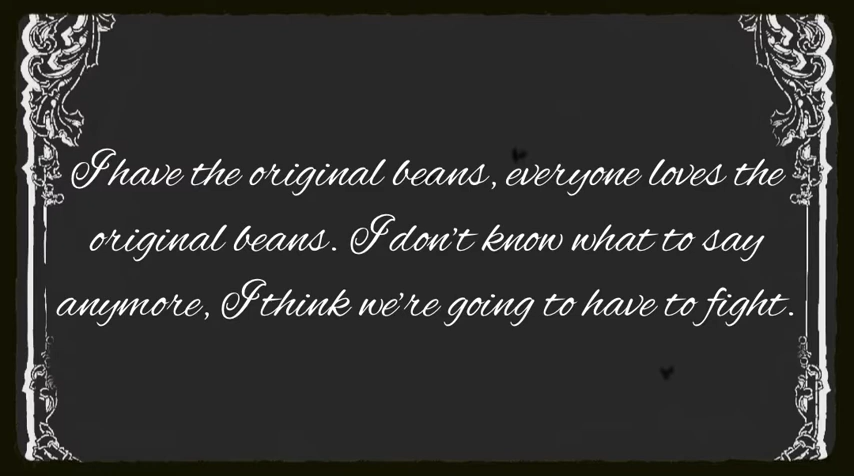 I have the original beans, everyone loves the
original beans. I don't know what to say
anymore, I think we're going to have to fight.